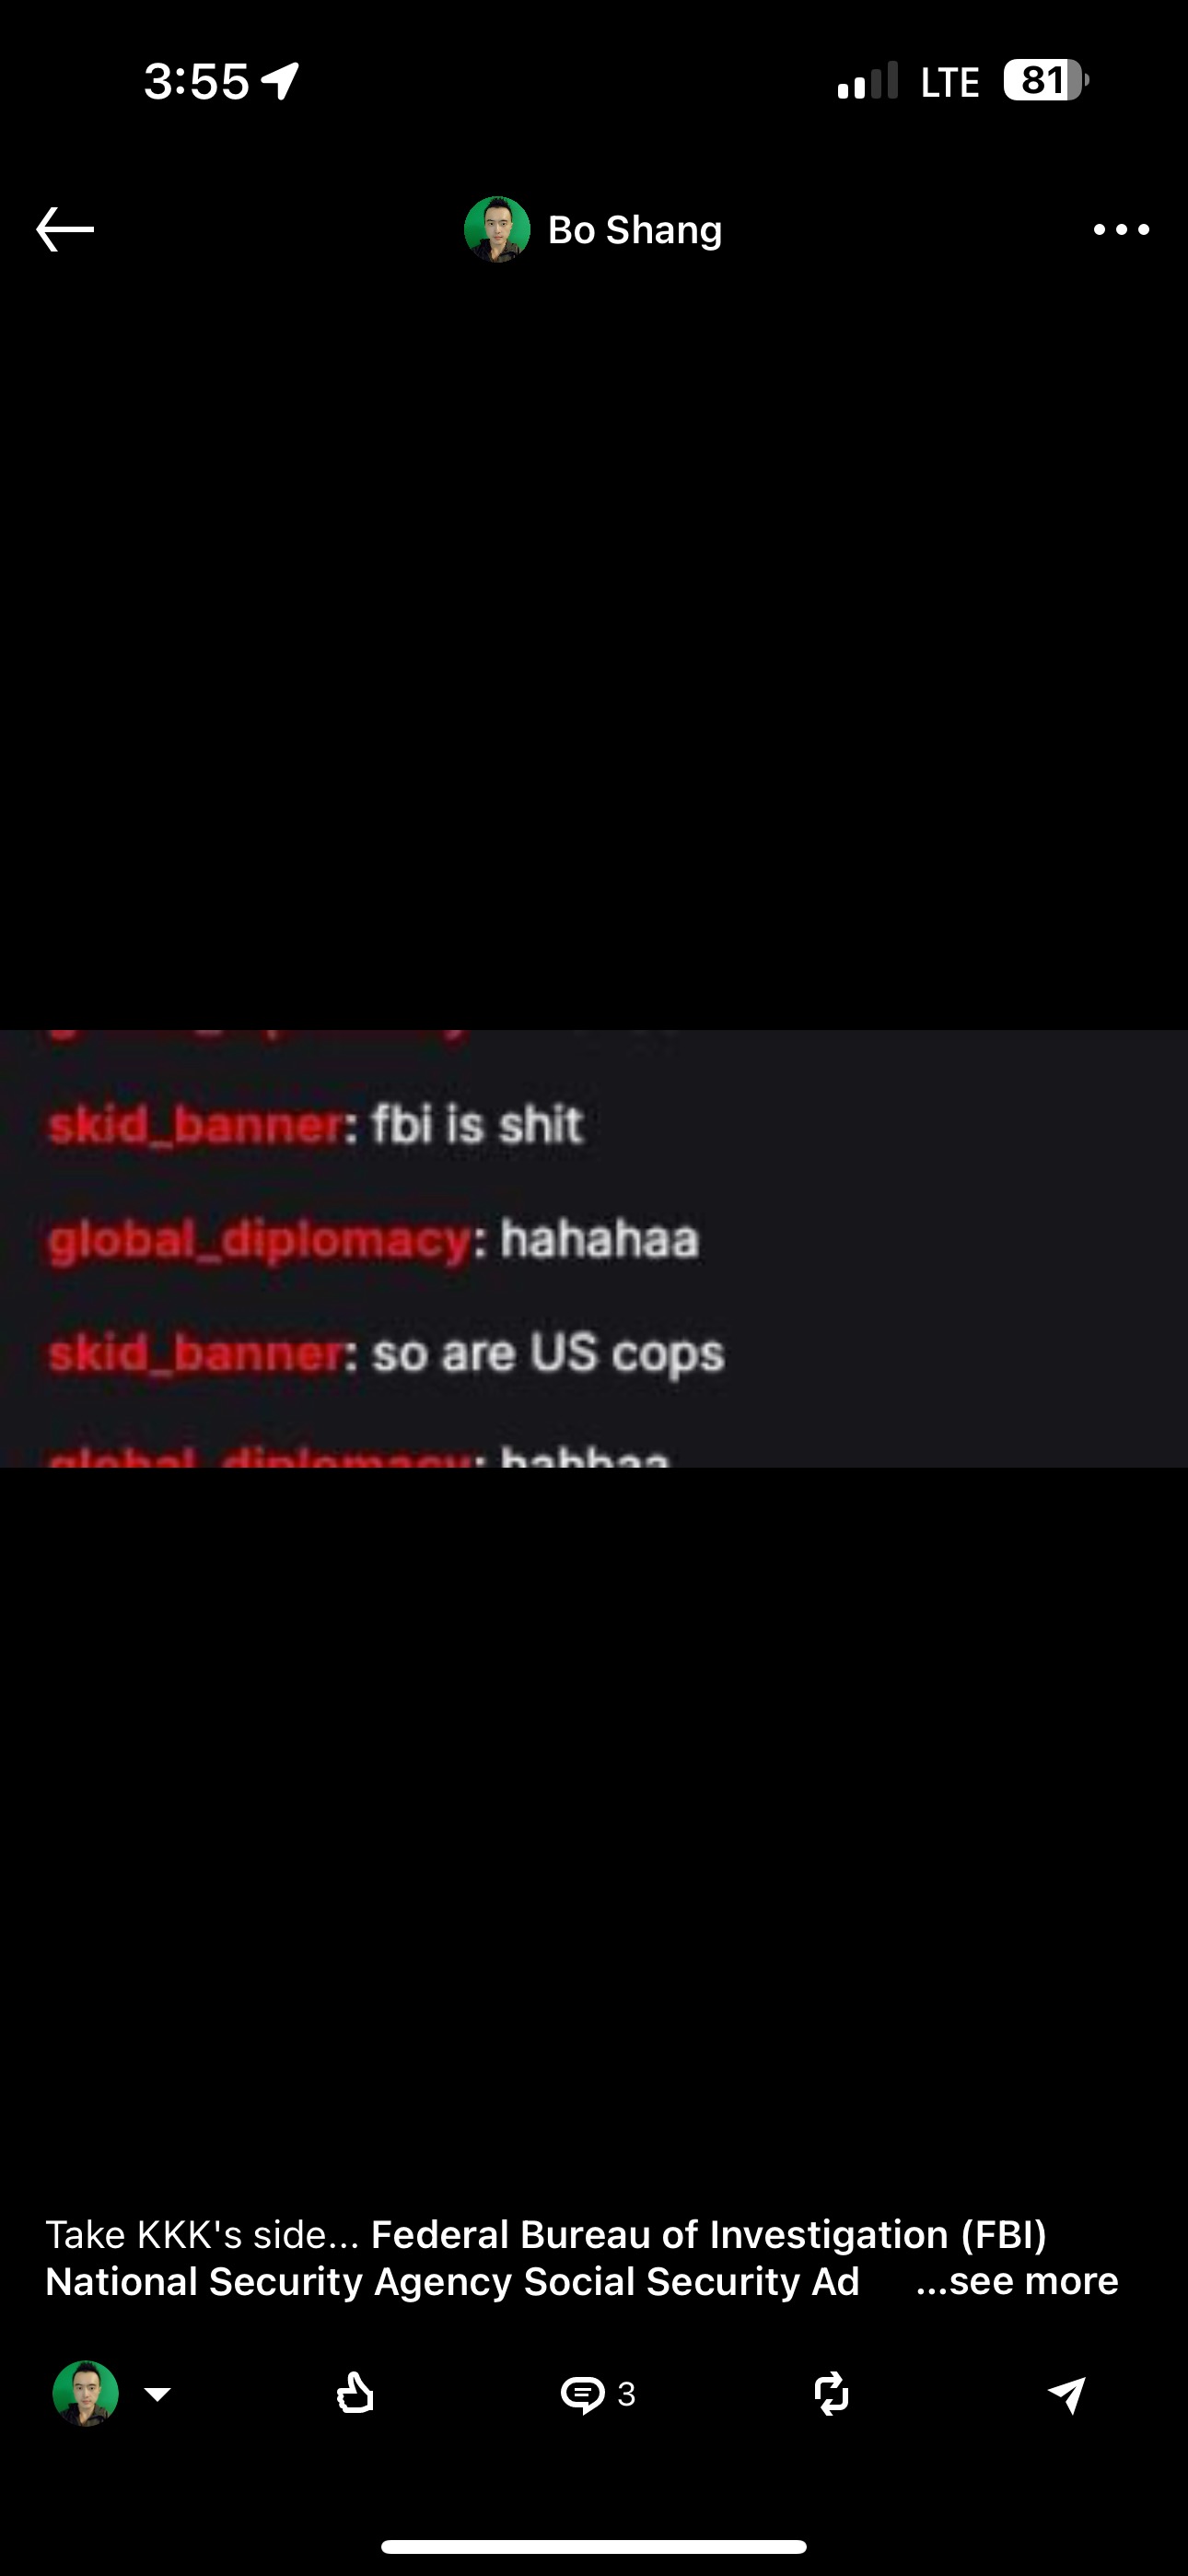 3:55 LTE 81
Bo Shang
skid_banner: fbi is shit
global_diplomacy: hahahaa
skid_banner: so are US cops
global_diplomacy: hahhaa
Take KKK's side... Federal Bureau of Investigation (FBI)
National Security Agency Social Security Ad ...see more
3